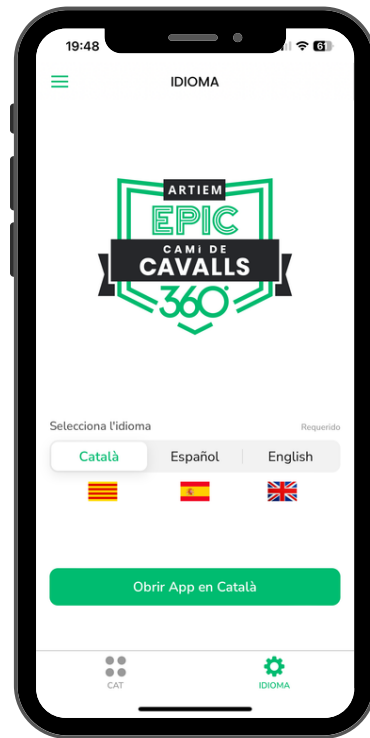 19:48
61
IDIOMA
ARTIEM
EPIC
CAMÍ DE
CAVALLS
360°
Selecciona l'idioma
Requerido
Català
Español
English
Obrir App en Català
CAT
IDIOMA